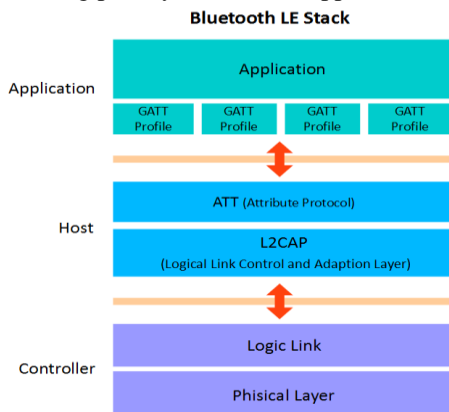 Bluetooth LE Stack
Application
Application
GATT Profile
GATT Profile
GATT Profile
GATT Profile
Host
ATT (Attribute Protocol)
L2CAP
(Logical Link Control and Adaption Layer)
Controller
Logic Link
Phisical Layer